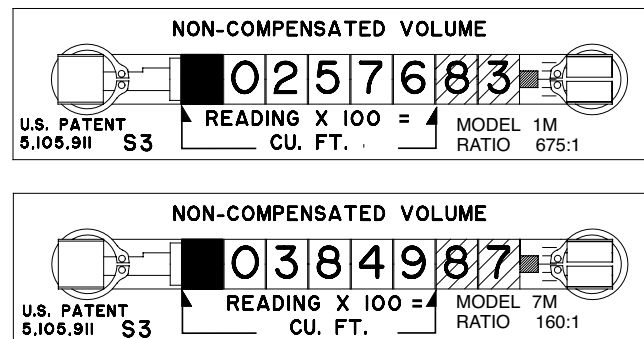 NON-COMPENSATED VOLUME
0 2 5 7 6 8 3
U.S. PATENT
5,105,911 S3
READING X 100 =
CU. FT.
MODEL 1M
RATIO 675:1
NON-COMPENSATED VOLUME
0 3 8 4 9 8 7
U.S. PATENT
5,105,911 S3
READING X 100 =
CU. FT.
MODEL 7M
RATIO 160:1